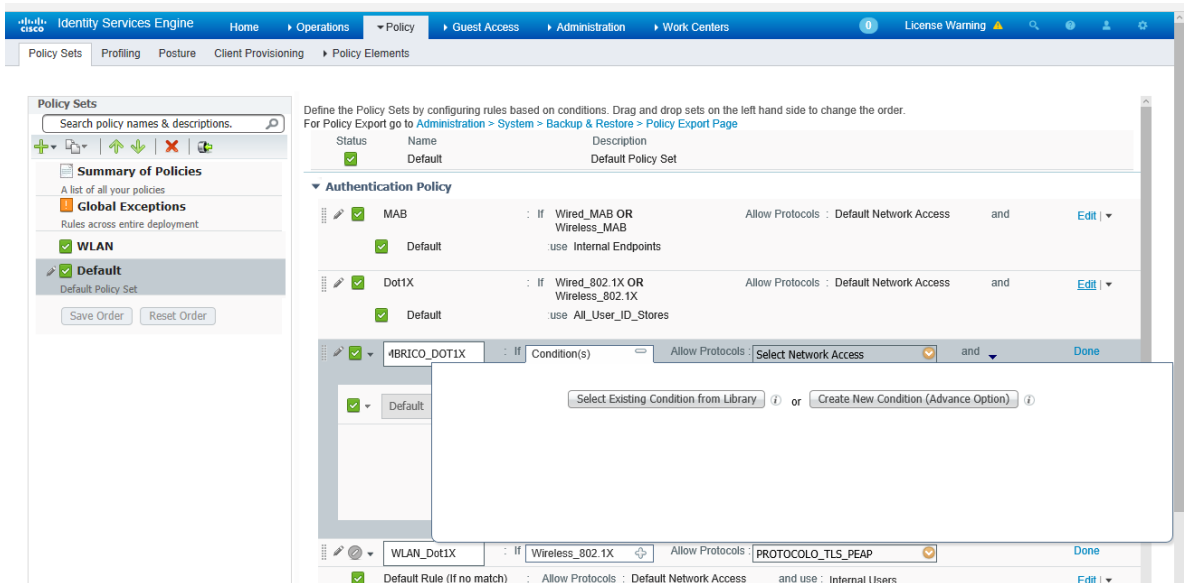 cisco Identity Services Engine Home Operations Policy Guest Access Administration Work Centers 0 License Warning
Policy Sets Profiling Posture Client Provisioning Policy Elements
Policy Sets
Search policy names & descriptions.
Summary of Policies
A list of all your policies
Global Exceptions
Rules across entire deployment
WLAN
Default
Default Policy Set
Save Order Reset Order
Define the Policy Sets by configuring rules based on conditions. Drag and drop sets on the left hand side to change the order.
For Policy Export go to Administration > System > Backup & Restore > Policy Export Page
Status Name Description
Default Default Policy Set
Authentication Policy
MAB : If Wired_MAB OR Allow Protocols : Default Network Access and Edit |
Wireless_MAB
Default :use Internal Endpoints
Dot1X : If Wired_802.1X OR Allow Protocols : Default Network Access and Edit |
Wireless_802.1X
Default :use All_User_ID_Stores
MBRICO_DOT1X : If Condition(s) Allow Protocols : Select Network Access and Done
Default
Select Existing Condition from Library i or Create New Condition (Advance Option) i
WLAN_Dot1X : If Wireless_802.1X Allow Protocols : PROTOCOLO_TLS_PEAP Done
Default Rule (If no match) : Allow Protocols : Default Network Access and use : Internal Users Edit |